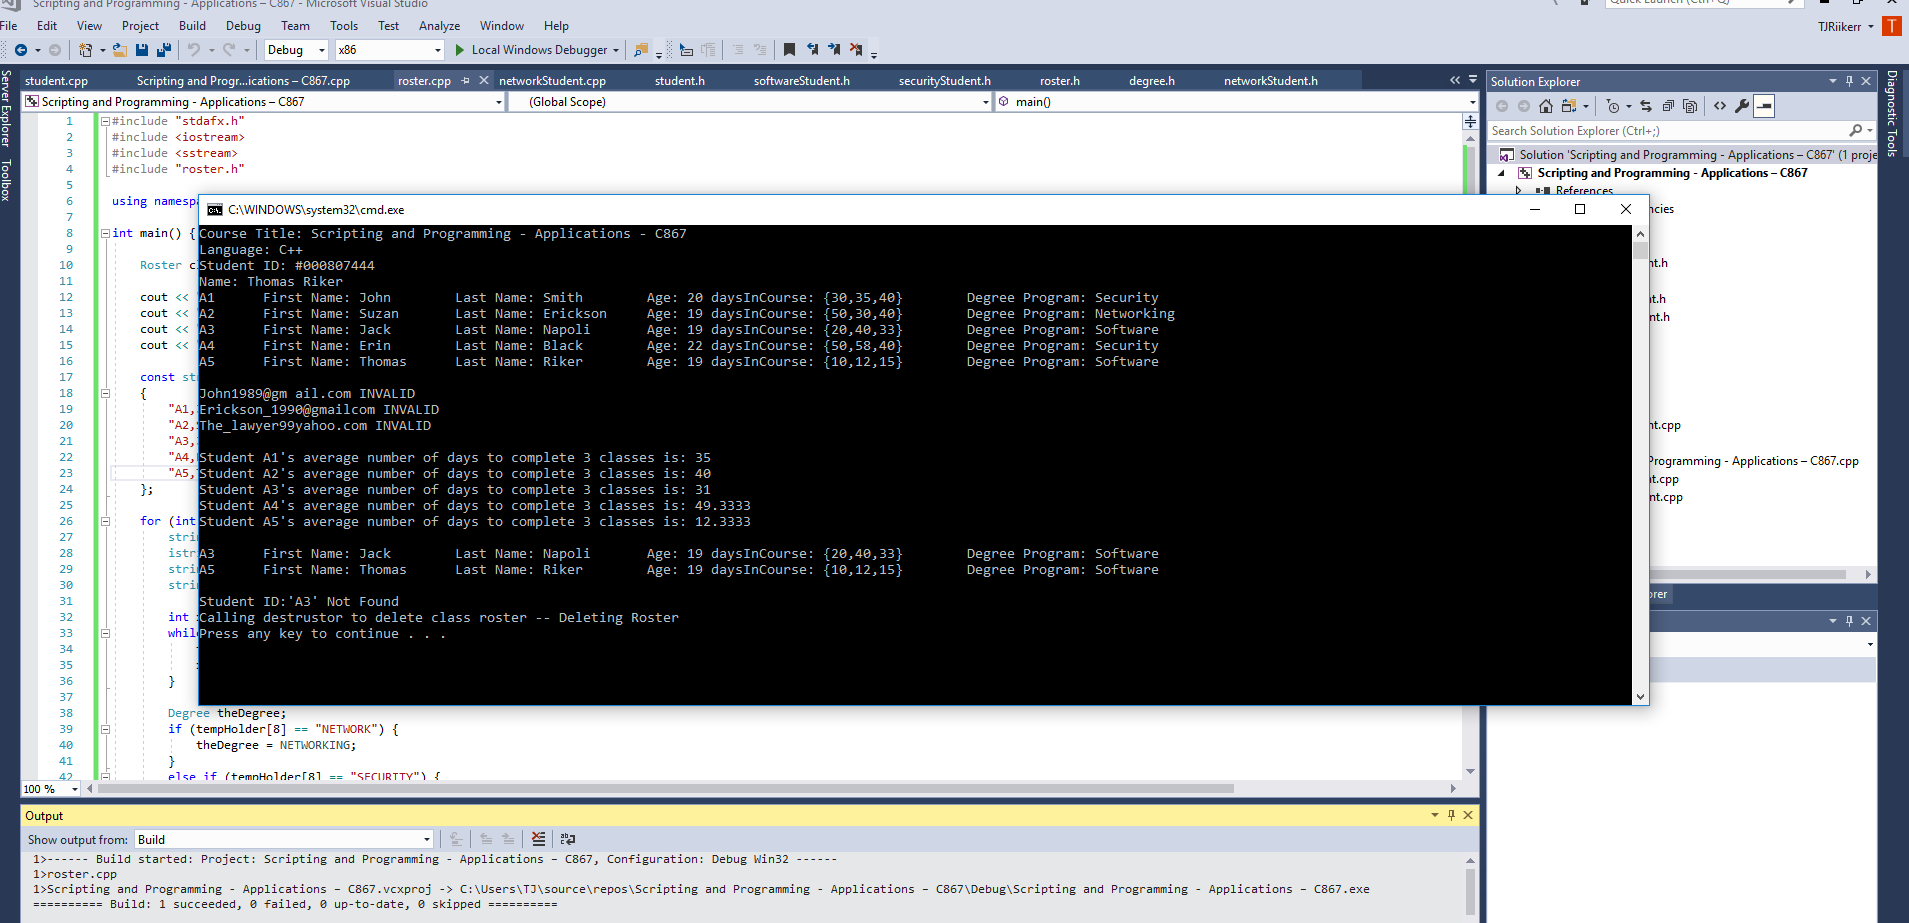 Scripting and Programming - Applications – C867 - Microsoft Visual Studio
Quick Launch (Ctrl+Q)
File Edit View Project Build Debug Team Tools Test Analyze Window Help
TJRiikerr T
Debug x86 Local Windows Debugger
student.cpp Scripting and Progr...ications – C867.cpp roster.cpp networkStudent.cpp student.h softwareStudent.h securityStudent.h roster.h degree.h networkStudent.h
Scripting and Programming - Applications – C867 (Global Scope) main()
Server Explorer
Toolbox
1 #include "stdafx.h"
2 #include <iostream>
3 #include <sstream>
4 #include "roster.h"
5
6 using namespa
7
8 int main() {
9
10 Roster c
11
12 cout <<
13 cout <<
14 cout <<
15 cout <<
16
17 const st
18 {
19 "A1,
20 "A2,
21 "A3,
22 "A4,
23 "A5,
24 };
25
26 for (int
27 stri
28 istr
29 stri
30 stri
31
32 int
33 whil
34
35
36 }
37
38 Degree theDegree;
39 if (tempHolder[8] == "NETWORK") {
40 theDegree = NETWORKING;
41 }
42 else if (tempHolder[8] == "SECURITY") {
100 %
C:\WINDOWS\system32\cmd.exe
Course Title: Scripting and Programming - Applications - C867
Language: C++
Student ID: #000807444
Name: Thomas Riker
A1 First Name: John Last Name: Smith Age: 20 daysInCourse: {30,35,40} Degree Program: Security
A2 First Name: Suzan Last Name: Erickson Age: 19 daysInCourse: {50,30,40} Degree Program: Networking
A3 First Name: Jack Last Name: Napoli Age: 19 daysInCourse: {20,40,33} Degree Program: Software
A4 First Name: Erin Last Name: Black Age: 22 daysInCourse: {50,58,40} Degree Program: Security
A5 First Name: Thomas Last Name: Riker Age: 19 daysInCourse: {10,12,15} Degree Program: Software
John1989@gm ail.com INVALID
Erickson_1990@gmailcom INVALID
The_lawyer99yahoo.com INVALID
Student A1's average number of days to complete 3 classes is: 35
Student A2's average number of days to complete 3 classes is: 40
Student A3's average number of days to complete 3 classes is: 31
Student A4's average number of days to complete 3 classes is: 49.3333
Student A5's average number of days to complete 3 classes is: 12.3333
A3 First Name: Jack Last Name: Napoli Age: 19 daysInCourse: {20,40,33} Degree Program: Software
A5 First Name: Thomas Last Name: Riker Age: 19 daysInCourse: {10,12,15} Degree Program: Software
Student ID:'A3' Not Found
Calling destrustor to delete class roster -- Deleting Roster
Press any key to continue . . .
Solution Explorer
Search Solution Explorer (Ctrl+;)
Solution 'Scripting and Programming - Applications – C867' (1 proje
Scripting and Programming - Applications – C867
References
ncies
nt.h
t.h
nt.h
nt.cpp
Programming - Applications – C867.cpp
nt.cpp
nt.cpp
orer
Diagnostic Tools
Output
Show output from: Build
1>------ Build started: Project: Scripting and Programming - Applications – C867, Configuration: Debug Win32 ------
1>roster.cpp
1>Scripting and Programming - Applications – C867.vcxproj -> C:\Users\TJ\source\repos\Scripting and Programming - Applications – C867\Debug\Scripting and Programming - Applications – C867.exe
========== Build: 1 succeeded, 0 failed, 0 up-to-date, 0 skipped ==========